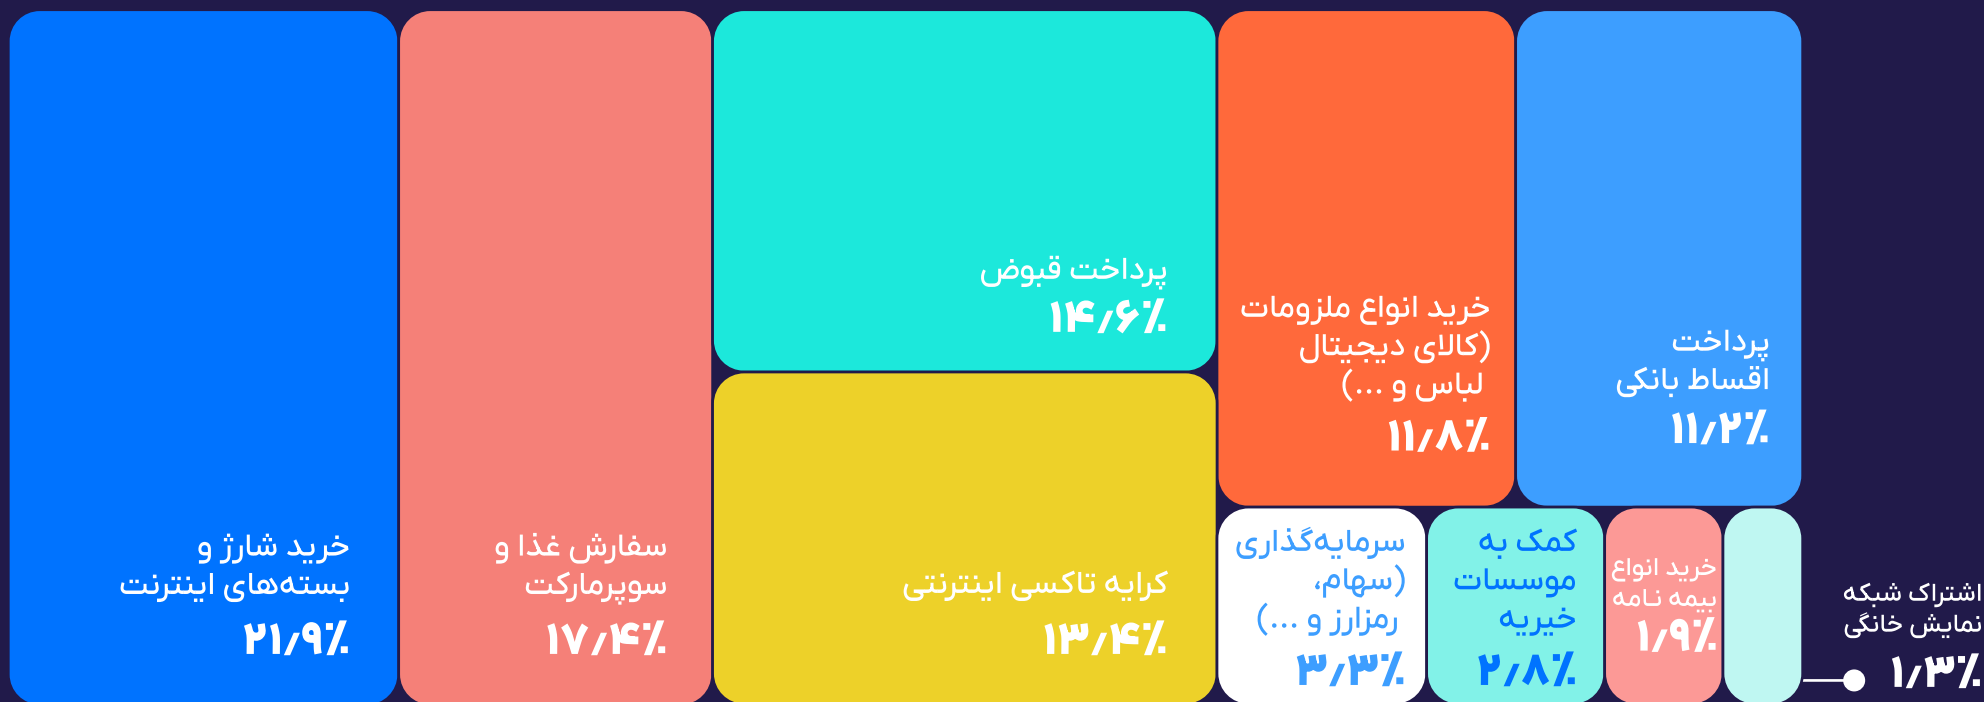 خرید شارژ و
بسته‌های اینترنت
۲۱٫۹٪
سفارش غذا و
سوپرمارکت
۱۷٫۴٪
پرداخت قبوض
۱۴٫۶٪
کرایه تاکسی اینترنتی
۱۳٫۴٪
خرید انواع ملزومات
(کالای دیجیتال
لباس و ...)
۱۱٫۸٪
پرداخت
اقساط بانکی
۱۱٫۲٪
سرمایه‌گذاری
(سهام،
رمزارز و ...)
۳٫۳٪
کمک به
موسسات
خیریه
۲٫۸٪
خرید انواع
بیمه نامه
۱٫۹٪
اشتراک شبکه
نمایش خانگی
۱٫۳٪